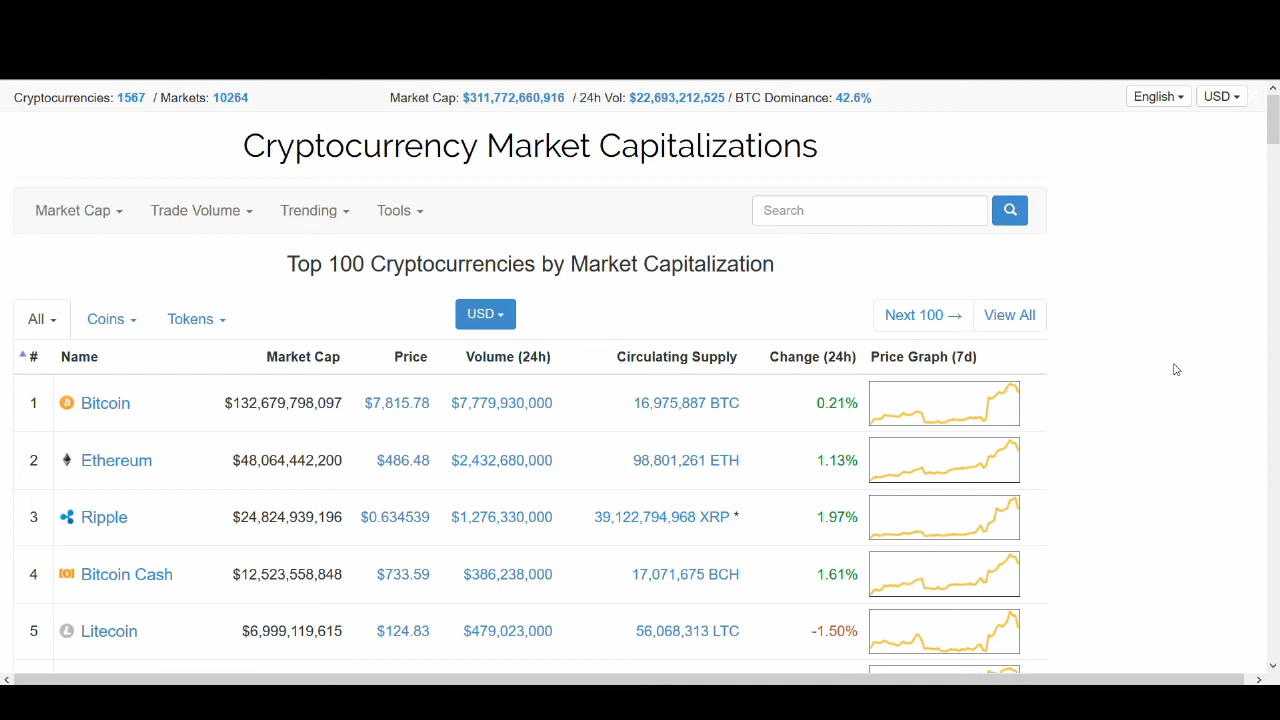 Cryptocurrencies: 1567 / Markets: 10264 Market Cap: $311,772,660,916 / 24h Vol: $22,693,212,525 / BTC Dominance: 42.6% English USD
Cryptocurrency Market Capitalizations
Market Cap Trade Volume Trending Tools Search
Top 100 Cryptocurrencies by Market Capitalization
All Coins Tokens USD Next 100 → View All
# Name Market Cap Price Volume (24h) Circulating Supply Change (24h) Price Graph (7d)
1 Bitcoin $132,679,798,097 $7,815.78 $7,779,930,000 16,975,887 BTC 0.21%
2 Ethereum $48,064,442,200 $486.48 $2,432,680,000 98,801,261 ETH 1.13%
3 Ripple $24,824,939,196 $0.634539 $1,276,330,000 39,122,794,968 XRP * 1.97%
4 Bitcoin Cash $12,523,558,848 $733.59 $386,238,000 17,071,675 BCH 1.61%
5 Litecoin $6,999,119,615 $124.83 $479,023,000 56,068,313 LTC -1.50%